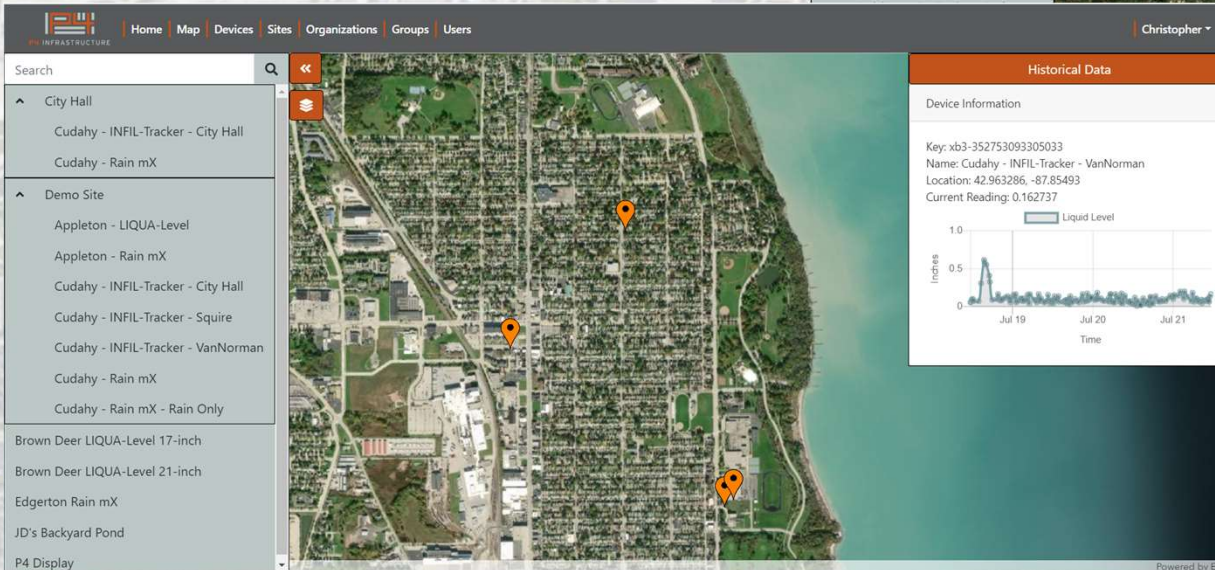 P4 INFRASTRUCTURE
Home Map Devices Sites Organizations Groups Users
Christopher
Search
City Hall
Cudahy - INFIL-Tracker - City Hall
Cudahy - Rain mX
Demo Site
Appleton - LIQUA-Level
Appleton - Rain mX
Cudahy - INFIL-Tracker - City Hall
Cudahy - INFIL-Tracker - Squire
Cudahy - INFIL-Tracker - VanNorman
Cudahy - Rain mX
Cudahy - Rain mX - Rain Only
Brown Deer LIQUA-Level 17-inch
Brown Deer LIQUA-Level 21-inch
Edgerton Rain mX
JD's Backyard Pond
P4 Display
Historical Data
Device Information
Key: xb3-352753093305033
Name: Cudahy - INFIL-Tracker - VanNorman
Location: 42.963286, -87.85493
Current Reading: 0.162737
Liquid Level
1.0
0.5
0
Inches
Jul 19 Jul 20 Jul 21
Time
Powered by E